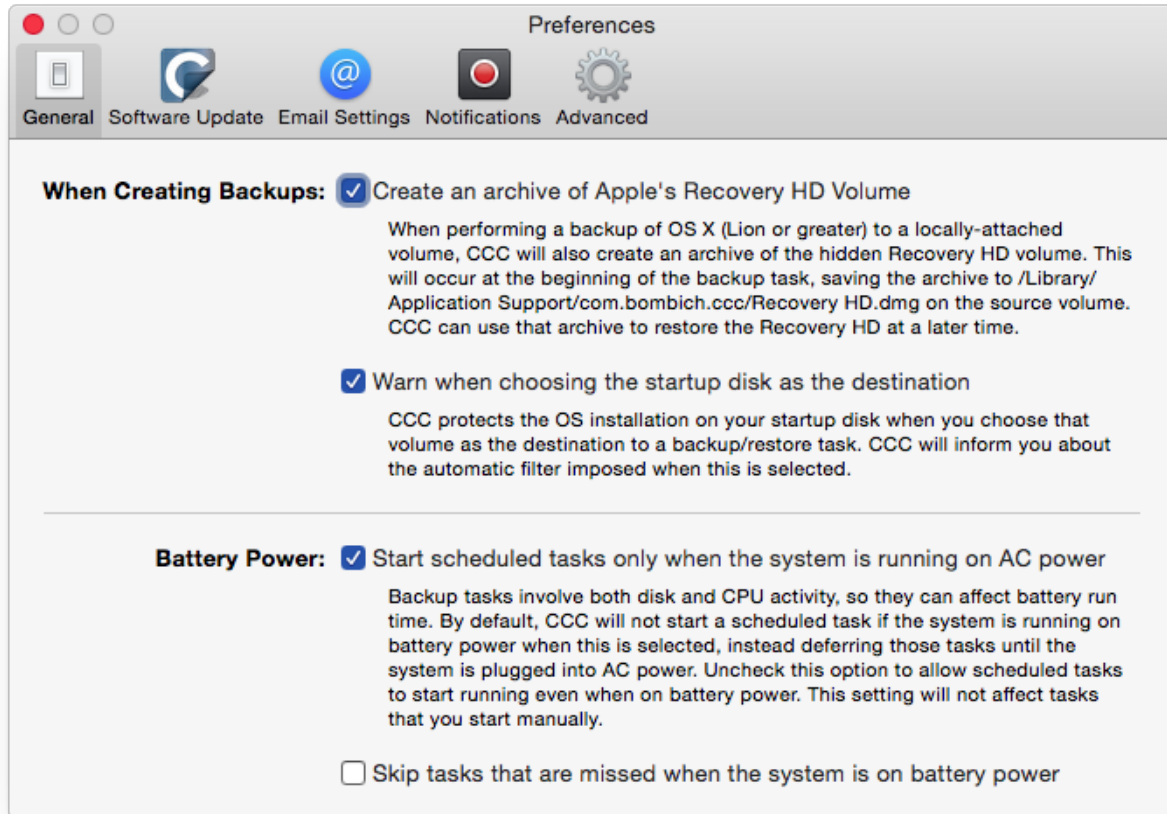 Preferences
General Software Update Email Settings Notifications Advanced
When Creating Backups: Create an archive of Apple's Recovery HD Volume
When performing a backup of OS X (Lion or greater) to a locally-attached
volume, CCC will also create an archive of the hidden Recovery HD volume. This
will occur at the beginning of the backup task, saving the archive to /Library/
Application Support/com.bombich.ccc/Recovery HD.dmg on the source volume.
CCC can use that archive to restore the Recovery HD at a later time.
Warn when choosing the startup disk as the destination
CCC protects the OS installation on your startup disk when you choose that
volume as the destination to a backup/restore task. CCC will inform you about
the automatic filter imposed when this is selected.
Battery Power: Start scheduled tasks only when the system is running on AC power
Backup tasks involve both disk and CPU activity, so they can affect battery run
time. By default, CCC will not start a scheduled task if the system is running on
battery power when this is selected, instead deferring those tasks until the
system is plugged into AC power. Uncheck this option to allow scheduled tasks
to start running even when on battery power. This setting will not affect tasks
that you start manually.
Skip tasks that are missed when the system is on battery power